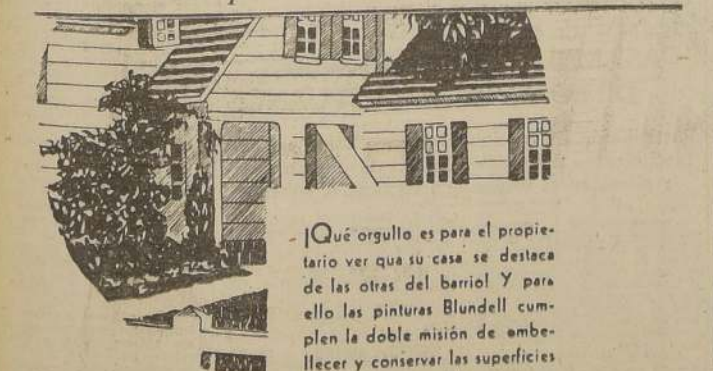 ¡Qué orgullo es para el propie-
tario ver que su casa se destaca
de las otras del barrio! Y para
ello las pinturas Blundell cum-
plen la doble misión de embe-
llecer y conservar las superficies